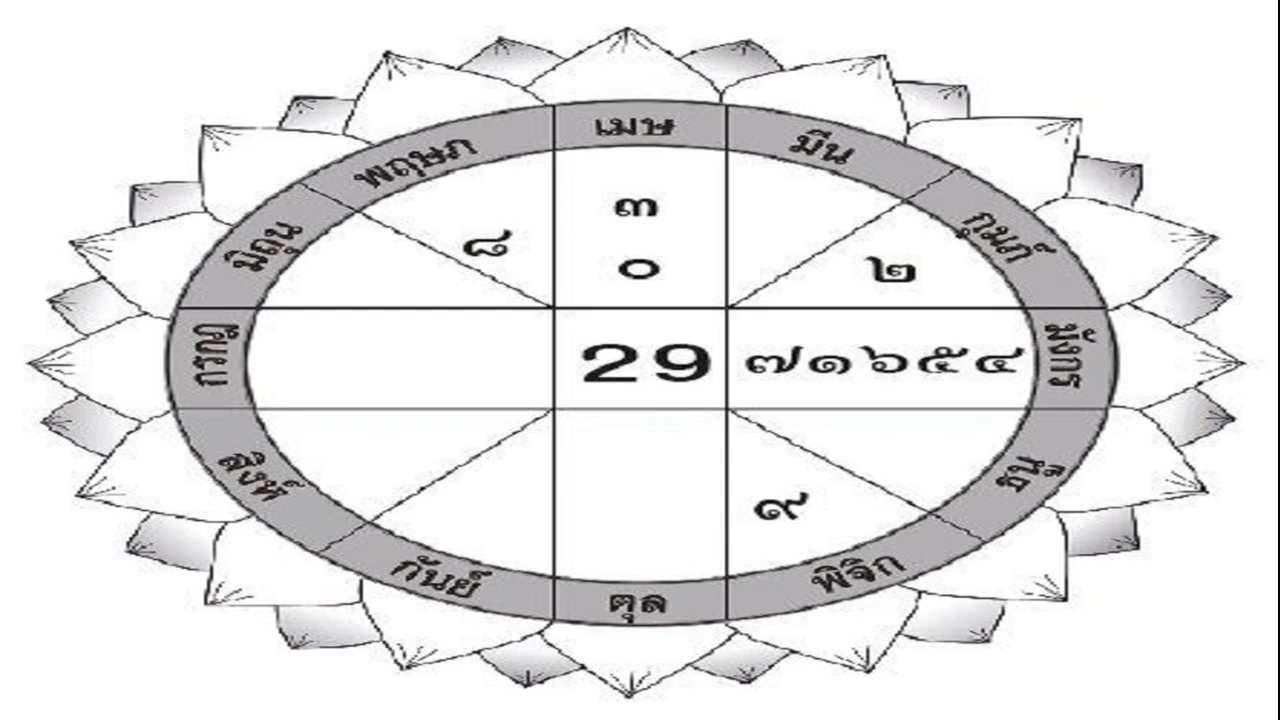 เมษ
พฤษภ
มีน
มิถุน
กุมภ์
๓
๘
๐
๒
กรกฎ
29
๗๑๖๕๔
มังกร
สิงห์
ธนู
๙
กันย์
พิจิก
ตุล